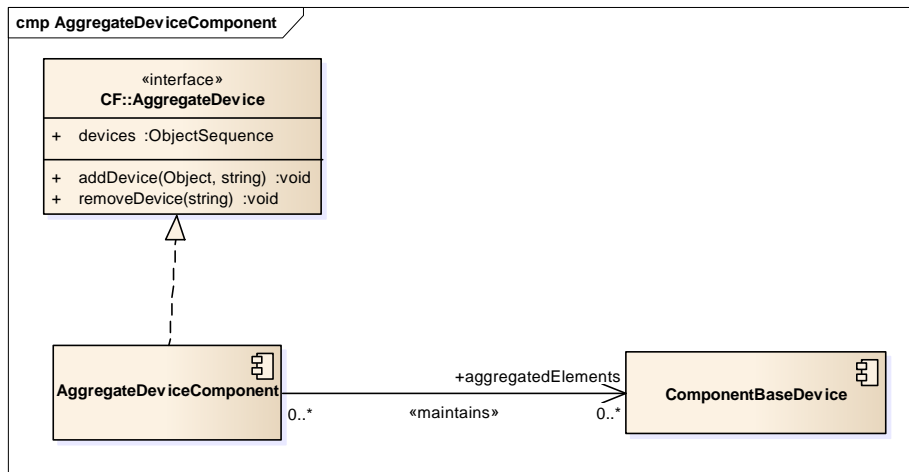 cmp AggregateDeviceComponent
«interface»
CF::AggregateDevice
+ devices :ObjectSequence
+ addDevice(Object, string) :void
+ removeDevice(string) :void
AggregateDeviceComponent
+aggregatedElements
0..* «maintains» 0..*
ComponentBaseDevice